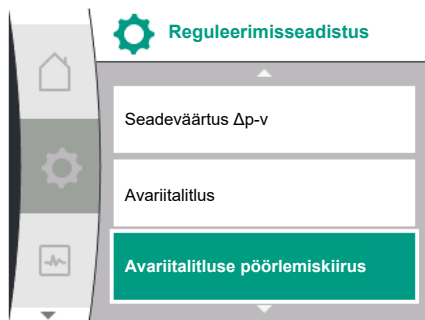 Reguleerimisseadistus
Seadeväärtus Δp-v
Avariitalitlus
Avariitalitluse pöörlemiskiirus